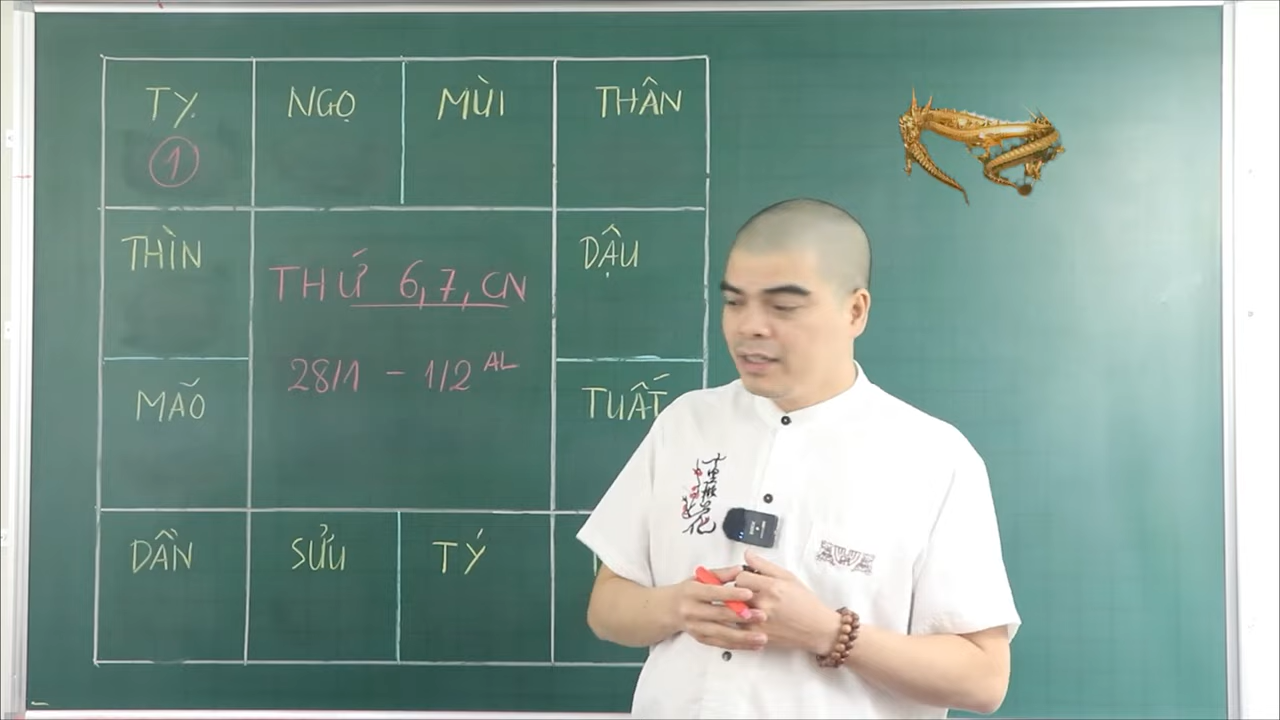 TỴ NGỌ MÙI THÂN
1
THÌN DẬU
THỨ 6, 7, CN
28/1 - 1/2 AL
MÃO TUẤT
DẦN SỬU TÝ